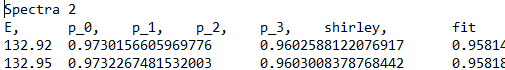 Spectra 2
E, p_0, p_1, p_2, p_3, shirley, fit
132.92 0.9730156605969776 0.9602588122076917 0.95814
132.95 0.9732267481532003 0.9603008378768442 0.95818